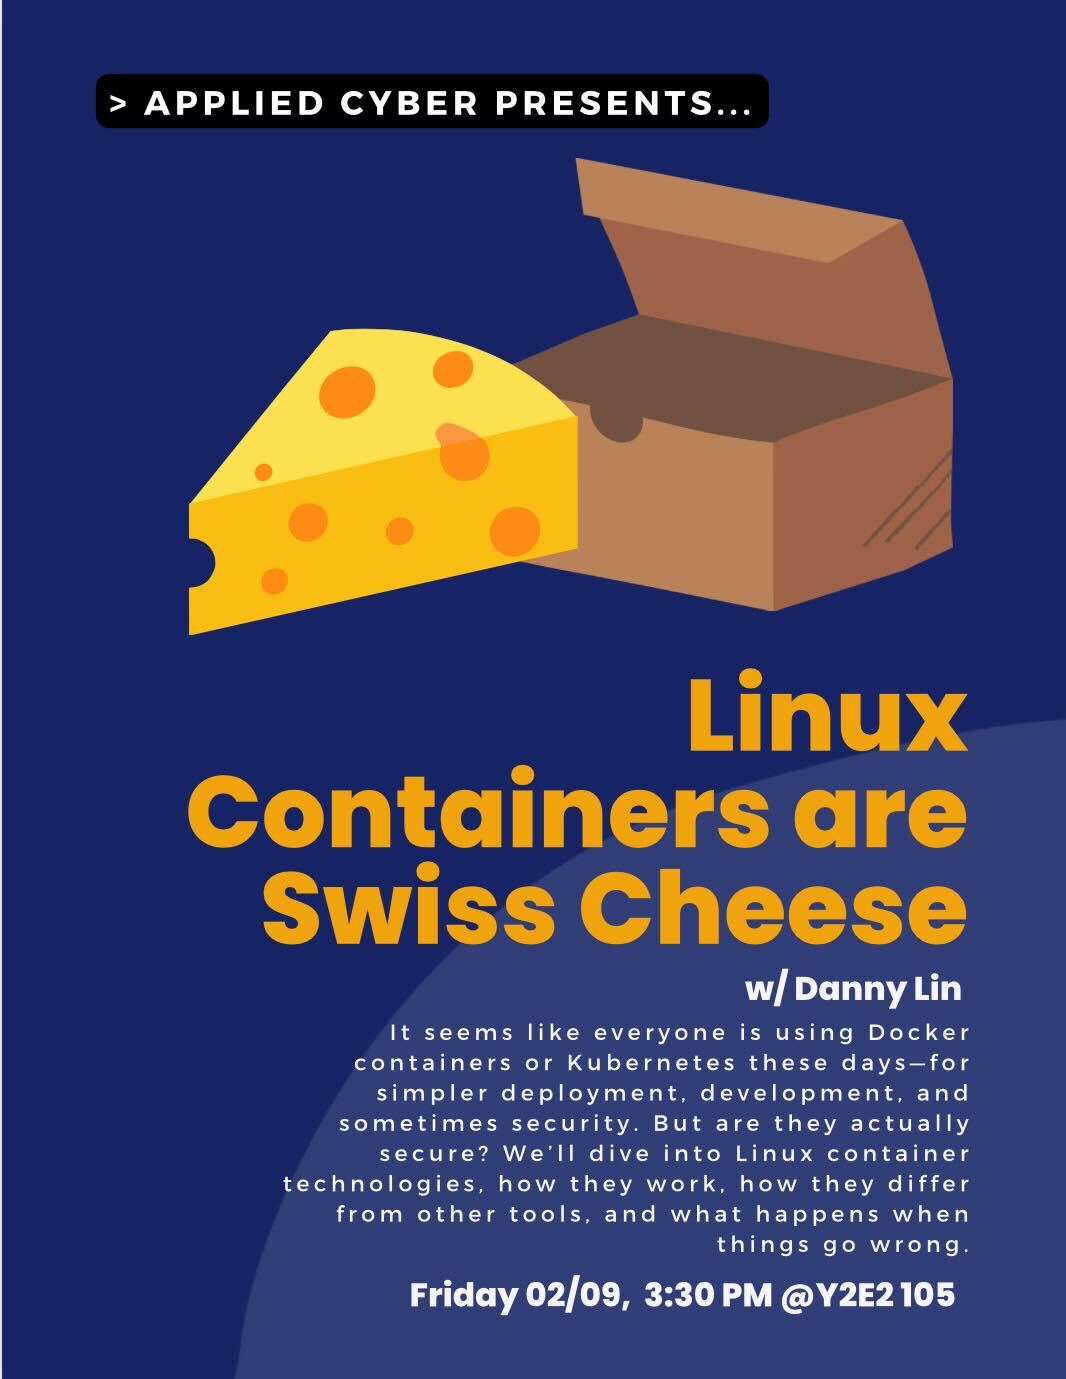 > APPLIED CYBER PRESENTS...
Linux
Containers are
Swiss Cheese
w/ Danny Lin
It seems like everyone is using Docker
containers or Kubernetes these days—for
simpler deployment, development, and
sometimes security. But are they actually
secure? We’ll dive into Linux container
technologies, how they work, how they differ
from other tools, and what happens when
things go wrong.
Friday 02/09, 3:30 PM @Y2E2 105